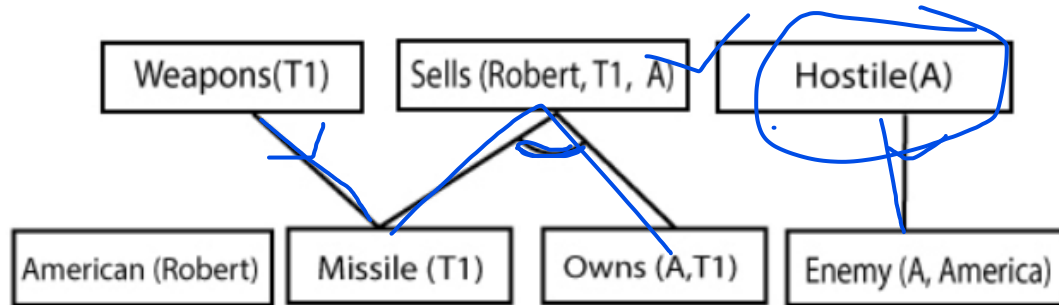 Weapons(T1)
Sells (Robert, T1, A)
Hostile(A)
American (Robert)
Missile (T1)
Owns (A,T1)
Enemy (A, America)